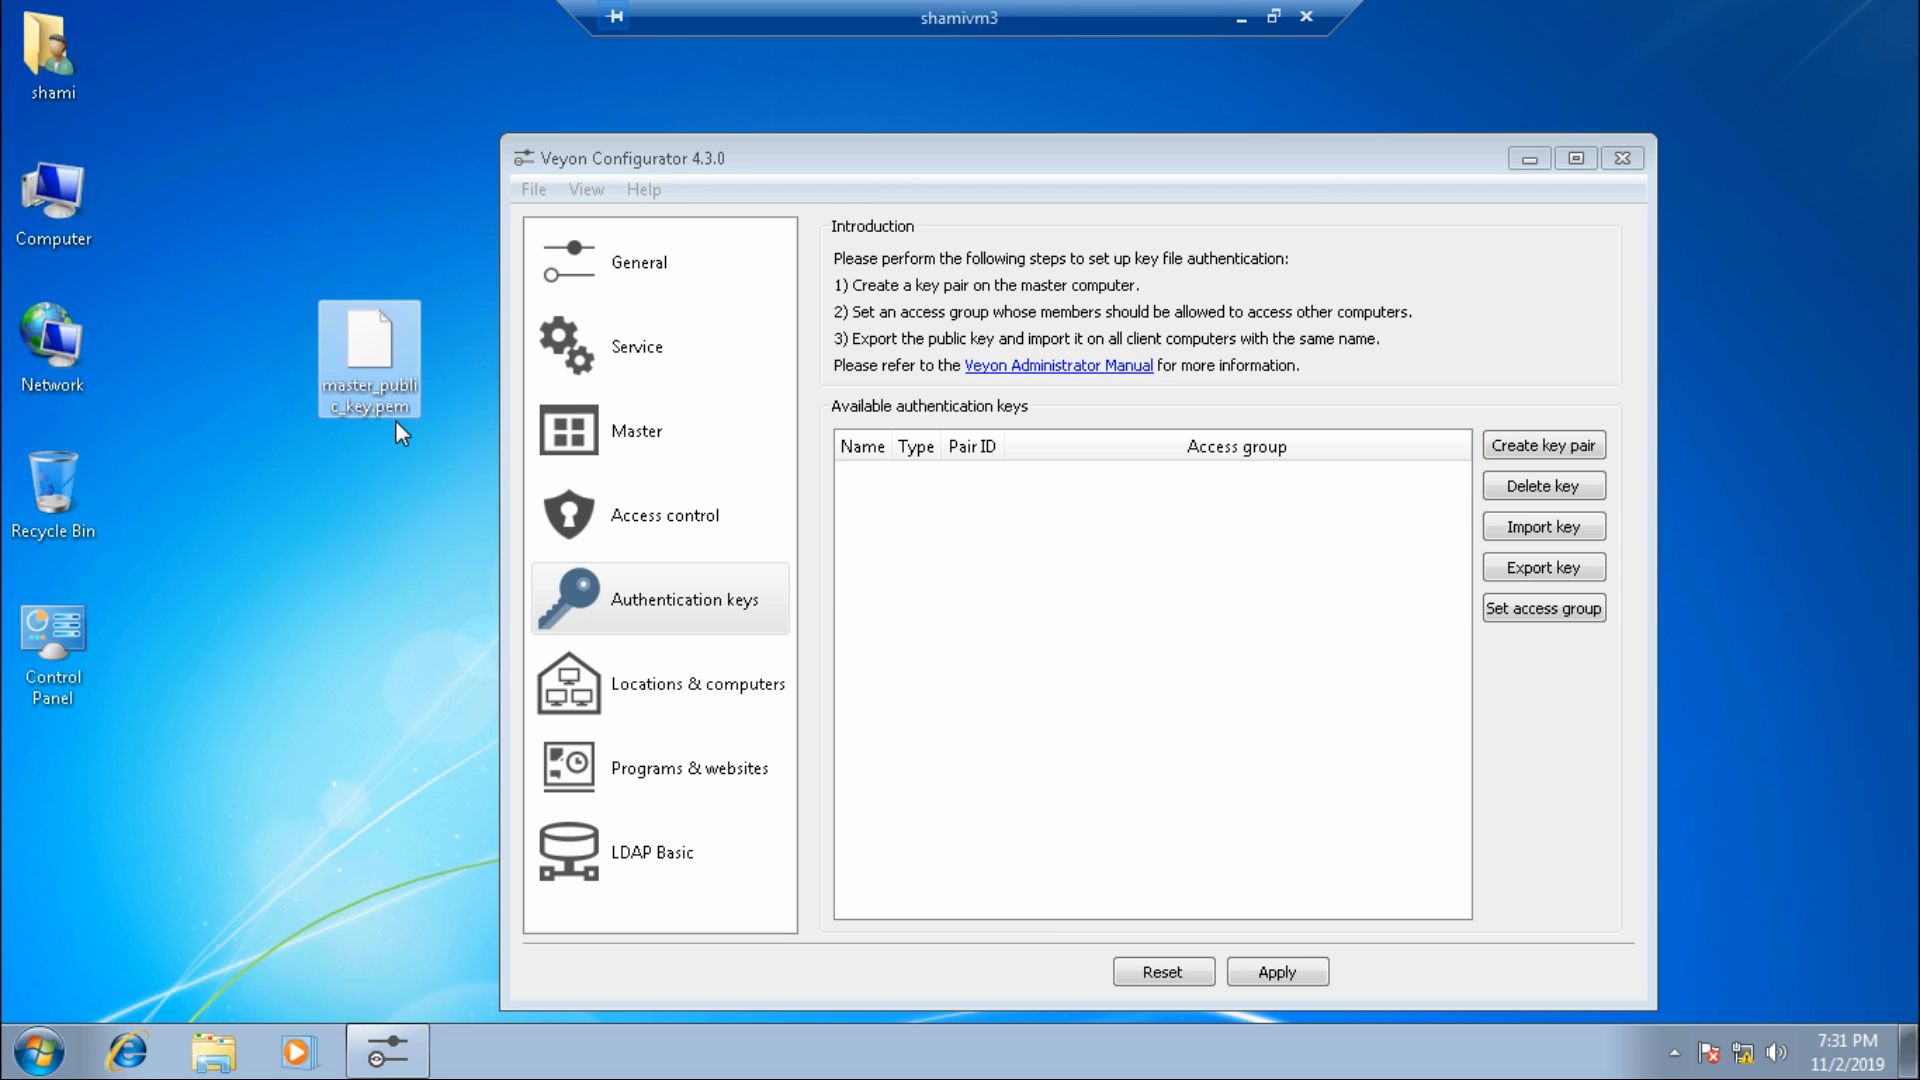 shamivm3
shami
Computer
Network
Recycle Bin
Control
Panel
master_publi
c_key.pem
Veyon Configurator 4.3.0
File View Help
General
Service
Master
Access control
Authentication keys
Locations & computers
Programs & websites
LDAP Basic
Introduction
Please perform the following steps to set up key file authentication:
1) Create a key pair on the master computer.
2) Set an access group whose members should be allowed to access other computers.
3) Export the public key and import it on all client computers with the same name.
Please refer to the Veyon Administrator Manual for more information.
Available authentication keys
Name Type Pair ID Access group
Create key pair
Delete key
Import key
Export key
Set access group
Reset Apply
7:31 PM
11/2/2019